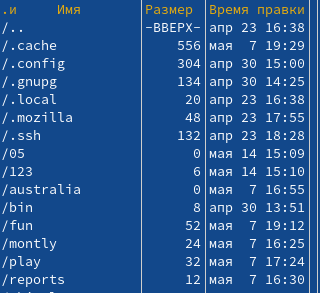 .и Имя Размер Время правки
/.. -ВВЕРХ- апр 23 16:38
/.cache 556 мая 7 19:29
/.config 304 апр 30 15:00
/.gnupg 134 апр 30 14:25
/.local 20 апр 23 16:38
/.mozilla 48 апр 23 17:55
/.ssh 132 апр 23 18:28
/05 0 мая 14 15:09
/123 6 мая 14 15:10
/australia 0 мая 7 16:55
/bin 8 апр 30 13:51
/fun 52 мая 7 19:12
/montly 24 мая 7 16:25
/play 32 мая 7 17:24
/reports 12 мая 7 16:30